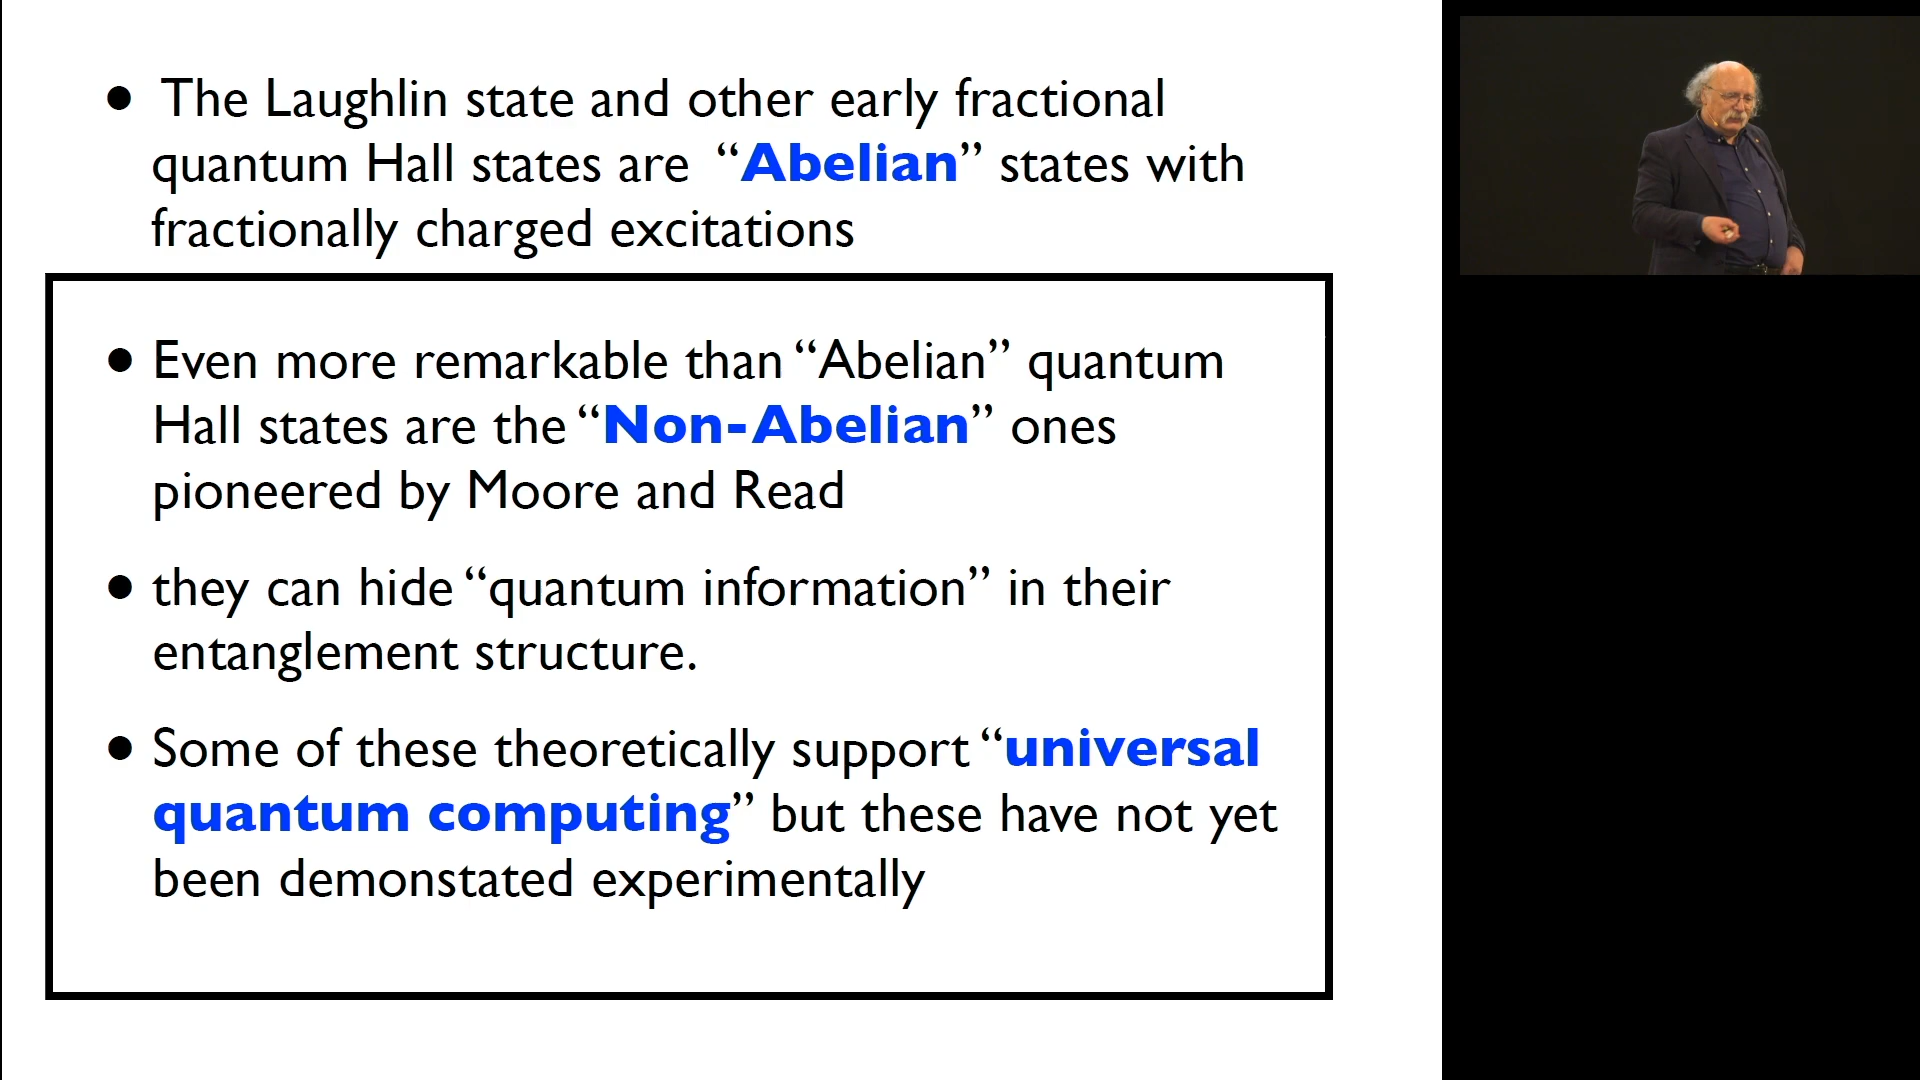 • The Laughlin state and other early fractional
quantum Hall states are “Abelian” states with
fractionally charged excitations
• Even more remarkable than “Abelian” quantum
Hall states are the “Non-Abelian” ones
pioneered by Moore and Read
• they can hide “quantum information” in their
entanglement structure.
• Some of these theoretically support “universal
quantum computing” but these have not yet
been demonstated experimentally